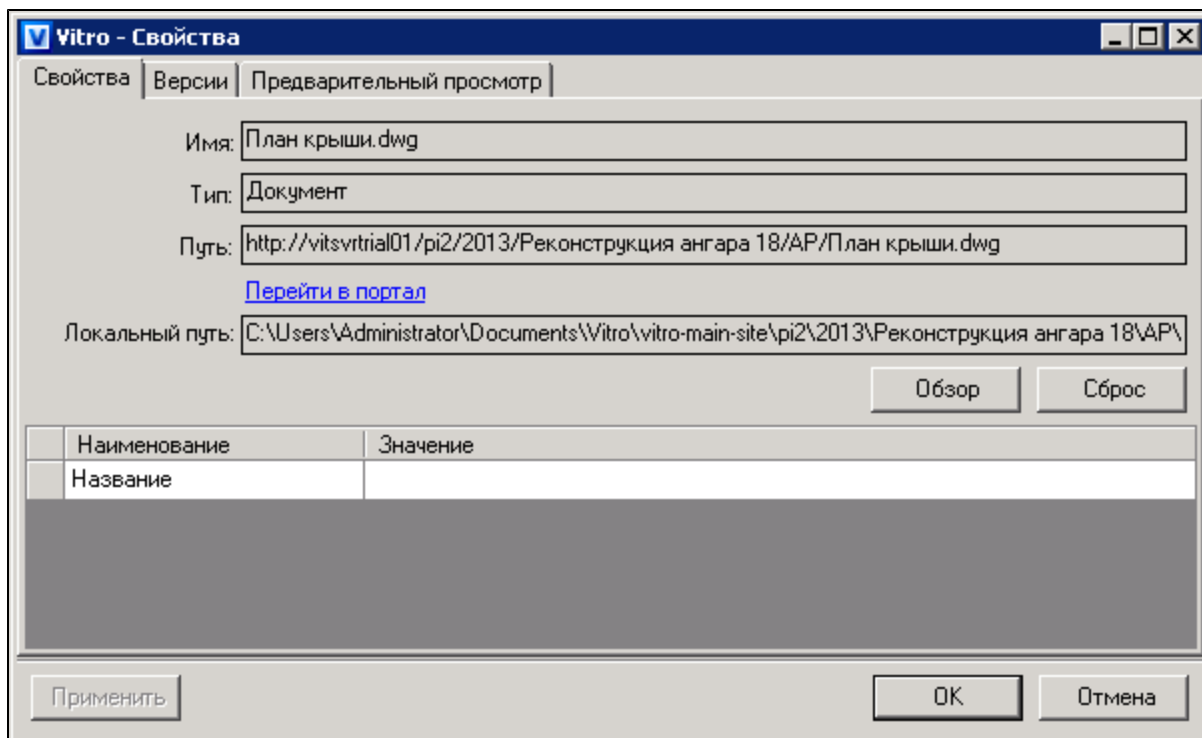 Vitro - Свойства
Свойства Версии Предварительный просмотр
Имя: План крыши.dwg
Тип: Документ
Путь: http://vitsvrtrial01/pi2/2013/Реконструкция ангара 18/АР/План крыши.dwg
Перейти в портал
Локальный путь: C:\Users\Administrator\Documents\Vitro\vitro-main-site\pi2\2013\Реконструкция ангара 18\АР\
Обзор Сброс
Наименование Значение
Название
Применить OK Отмена